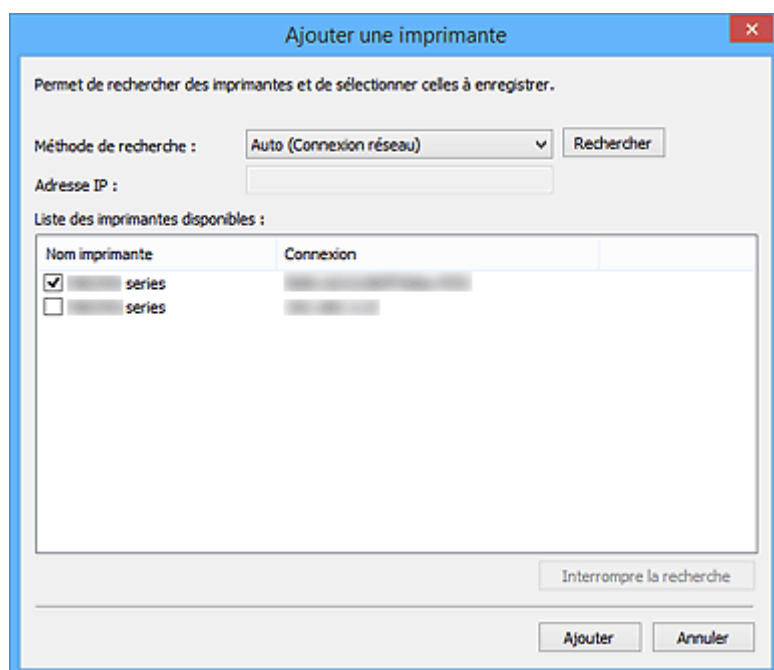 Ajouter une imprimante
Permet de rechercher des imprimantes et de sélectionner celles à enregistrer.
Méthode de recherche : Auto (Connexion réseau) Rechercher
Adresse IP :
Liste des imprimantes disponibles :
Nom imprimante Connexion
series
series
Interrompre la recherche
Ajouter Annuler